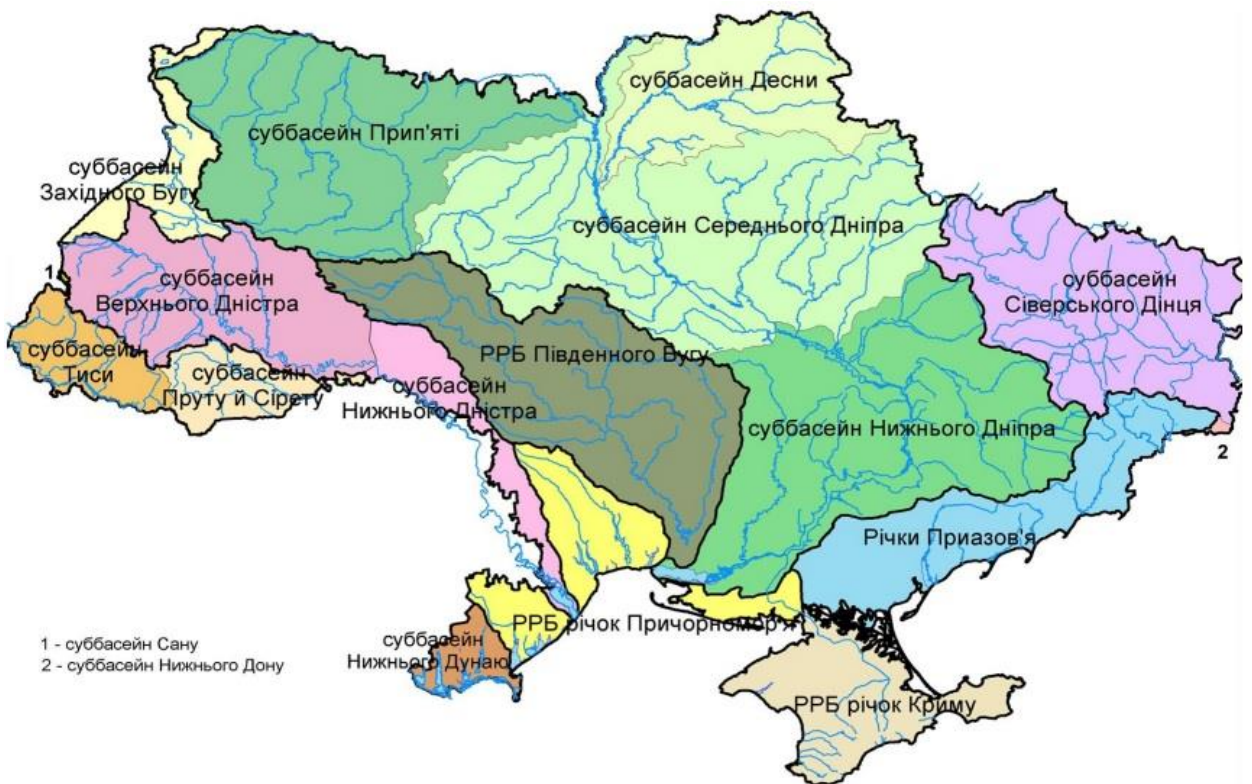 суббасейн Десни
суббасейн Прип'яті
суббасейн
Західного Бугу
суббасейн Середнього Дніпра
1
суббасейн
Верхнього Дністра
суббасейн
Сіверського Дінця
суббасейн
Тиси
суббасейн
Пруту й Сірету
РРБ Південного Бугу
суббасейн
Нижнього Дністра
суббасейн Нижнього Дніпра
2
Річки Приазов'я
РРБ річок Причорномор'я
суббасейн
Нижнього Дунаю
РРБ річок Криму
1 - суббасейн Сану
2 - суббасейн Нижнього Дону